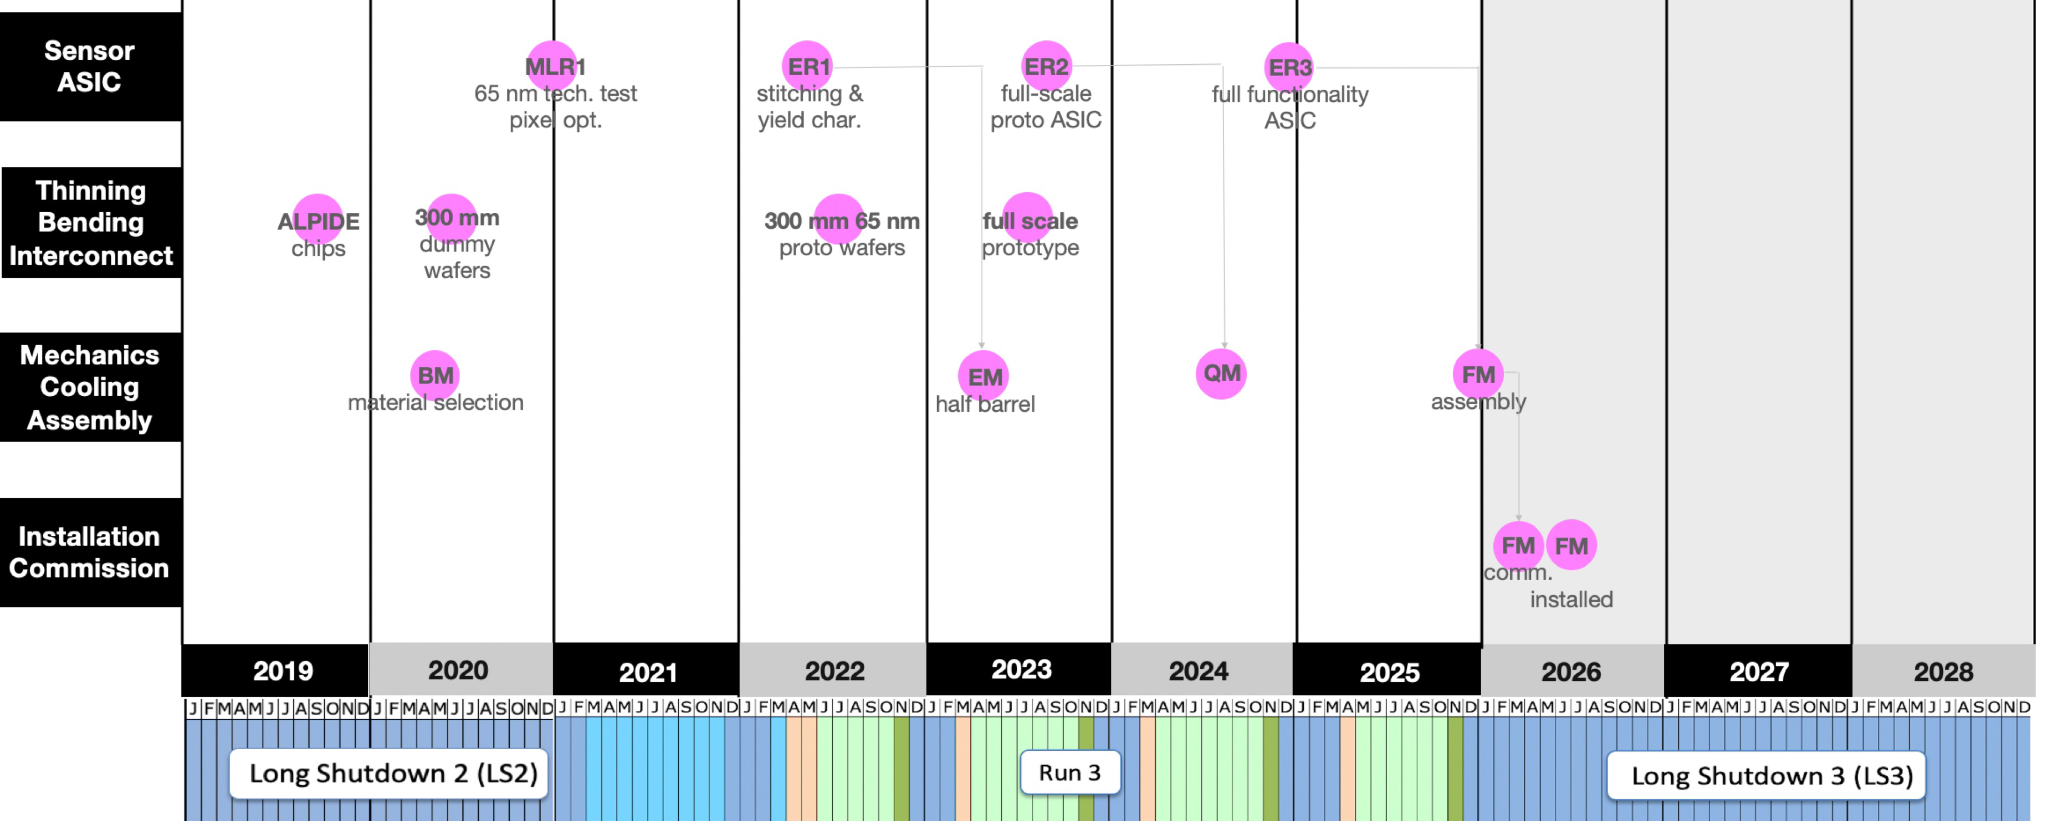 Sensor
ASIC
MLR1
65 nm tech. test
pixel opt.
ER1
stitching &
yield char.
ER2
full-scale
proto ASIC
ER3
full functionality
ASIC
Thinning
Bending
Interconnect
ALPIDE
chips
300 mm
dummy
wafers
300 mm 65 nm
proto wafers
full scale
prototype
Mechanics
Cooling
Assembly
BM
material selection
EM
half barrel
QM
FM
assembly
Installation
Commission
FM
comm.
FM
installed
2019 2020 2021 2022 2023 2024 2025 2026 2027 2028
J F M A M J J A S O N D J F M A M J J A S O N D J F M A M J J A S O N D J F M A M J J A S O N D J F M A M J J A S O N D J F M A M J J A S O N D J F M A M J J A S O N D J F M A M J J A S O N D J F M A M J J A S O N D J F M A M J J A S O N D
Long Shutdown 2 (LS2)
Run 3
Long Shutdown 3 (LS3)